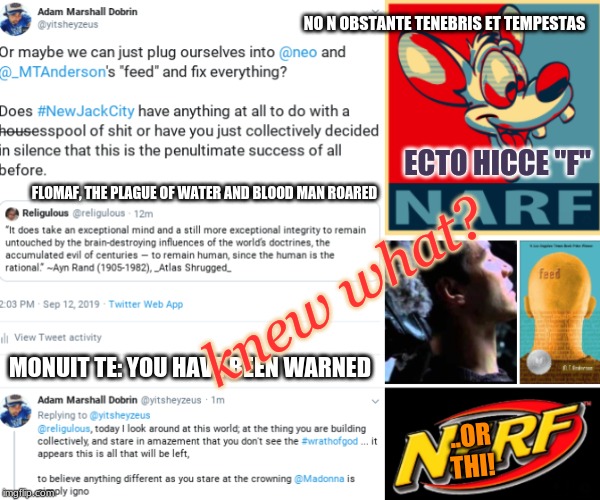 Adam Marshall Dobrin
@yitsheyzeus
NO N OBSTANTE TENEBRIS ET TEMPESTAS
Or maybe we can just plug ourselves into @neo and
@_MTAnderson's "feed" and fix everything?
Does #NewJackCity have anything at all to do with a
housesspool of shit or have you just collectively decided
in silence that this is the penultimate success of all
before.
ECTO HICCE "F"
NARF
FLOMAF, THE PLAGUE OF WATER AND BLOOD MAN ROARED
Religulous @religulous · 12m
"It does take an exceptional mind and a still more exceptional integrity to remain
untouched by the brain-destroying influences of the world's doctrines, the
accumulated evil of centuries — to remain human, since the human is the
rational." ~Ayn Rand (1905-1982), _Atlas Shrugged_
knew what?
feed
M.T. Anderson
2:03 PM · Sep 12, 2019 · Twitter Web App
View Tweet activity
MONUIT TE: YOU HAVE BEEN WARNED
Adam Marshall Dobrin @yitsheyzeus · 1m
Replying to @yitsheyzeus
@religulous, today I look around at this world; at the thing you are building
collectively, and stare in amazement that you don't see the #wrathofgod ... it
appears this is all that will be left,
to believe anything different as you stare at the crowning @Madonna is
simply igno
NARF
..OR
THI!
imgflip.com